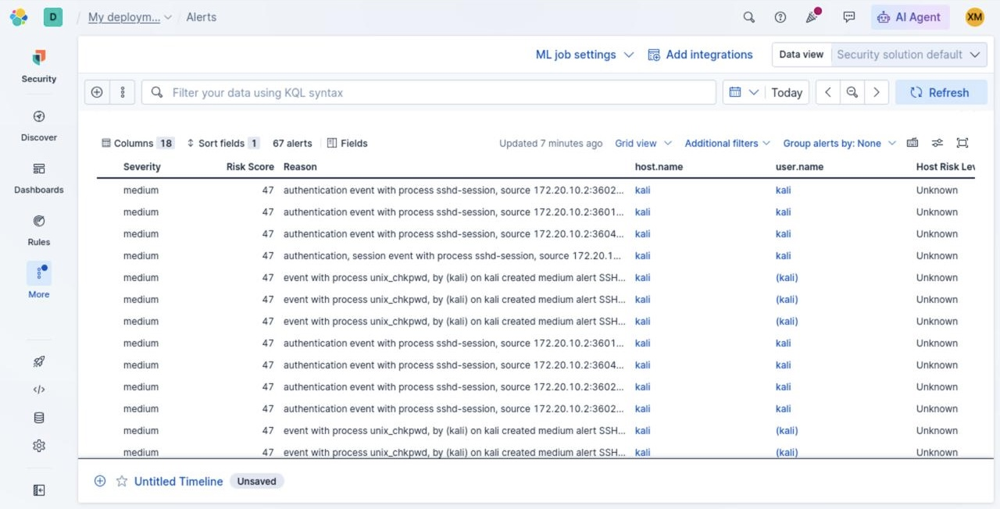 D / My deploym... / Alerts AI Agent XM
ML job settings Add integrations Data view Security solution default
Filter your data using KQL syntax Today Refresh
Security
Discover
Dashboards
Rules
More
Columns 18 Sort fields 1 67 alerts Fields Updated 7 minutes ago Grid view Additional filters Group alerts by: None
Severity Risk Score Reason host.name user.name Host Risk Lev
medium 47 authentication event with process sshd-session, source 172.20.10.2:3602... kali kali Unknown
medium 47 authentication event with process sshd-session, source 172.20.10.2:3601... kali kali Unknown
medium 47 authentication event with process sshd-session, source 172.20.10.2:3604... kali kali Unknown
medium 47 authentication, session event with process sshd-session, source 172.20.1... kali kali Unknown
medium 47 event with process unix_chkpwd, by (kali) on kali created medium alert SSH... kali (kali) Unknown
medium 47 event with process unix_chkpwd, by (kali) on kali created medium alert SSH... kali (kali) Unknown
medium 47 event with process unix_chkpwd, by (kali) on kali created medium alert SSH... kali (kali) Unknown
medium 47 authentication event with process sshd-session, source 172.20.10.2:3601... kali kali Unknown
medium 47 authentication event with process sshd-session, source 172.20.10.2:3604... kali kali Unknown
medium 47 authentication event with process sshd-session, source 172.20.10.2:3602... kali kali Unknown
medium 47 authentication event with process sshd-session, source 172.20.10.2:3602... kali kali Unknown
medium 47 event with process unix_chkpwd, by (kali) on kali created medium alert SSH... kali (kali) Unknown
medium 47 event with process unix_chkpwd, by (kali) on kali created medium alert SSH... kali (kali) Unknown
Untitled Timeline Unsaved